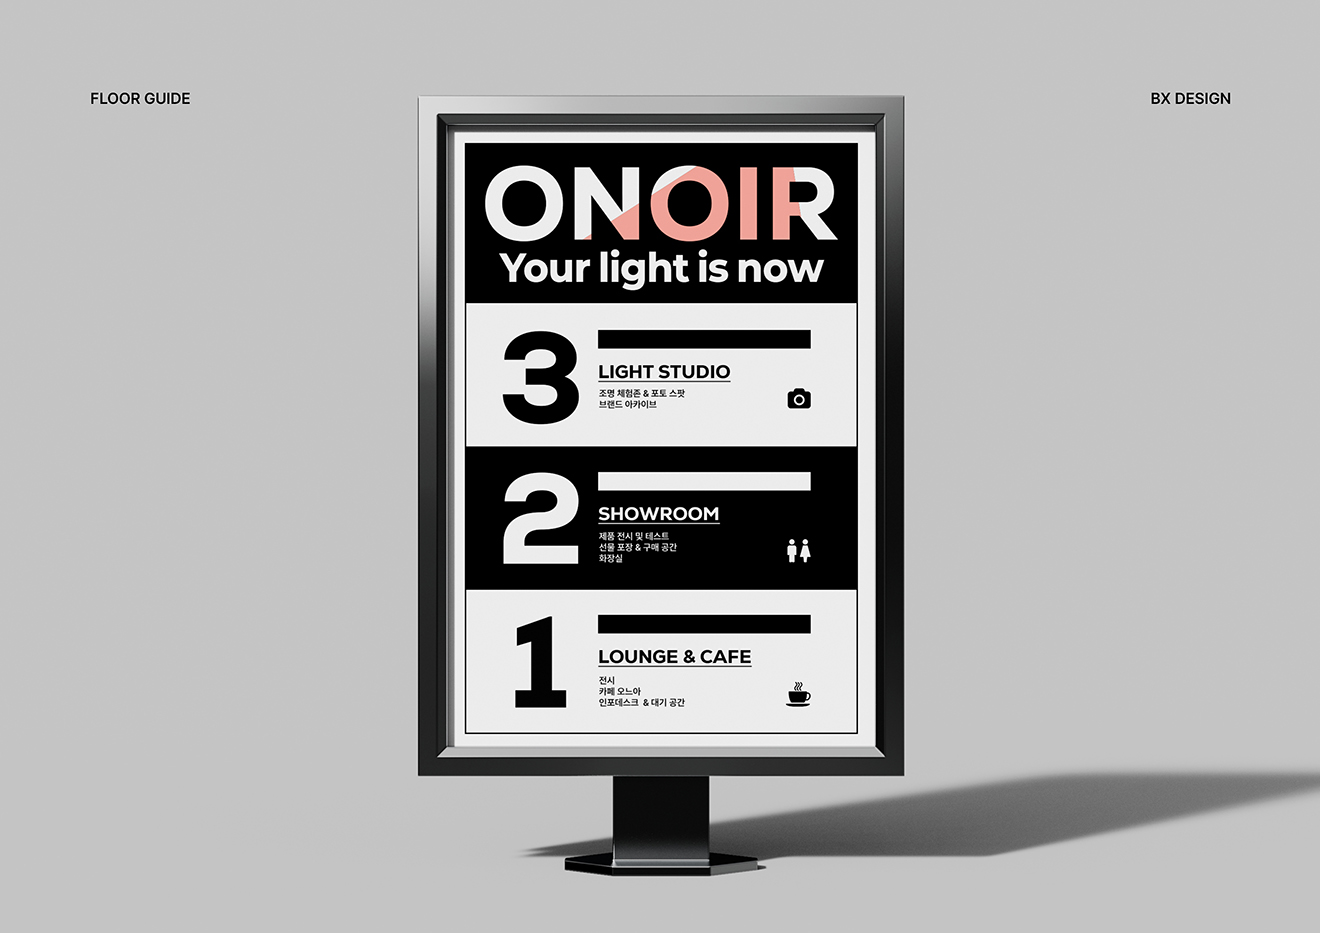 FLOOR GUIDE
BX DESIGN
ONOIR
Your light is now
3
LIGHT STUDIO
조명 체험존 & 포토 스팟
브랜드 아카이브
2
SHOWROOM
제품 전시 및 테스트
선물 포장 & 구매 공간
화장실
1
LOUNGE & CAFE
전시
카페 오느아
인포데스크 & 대기 공간